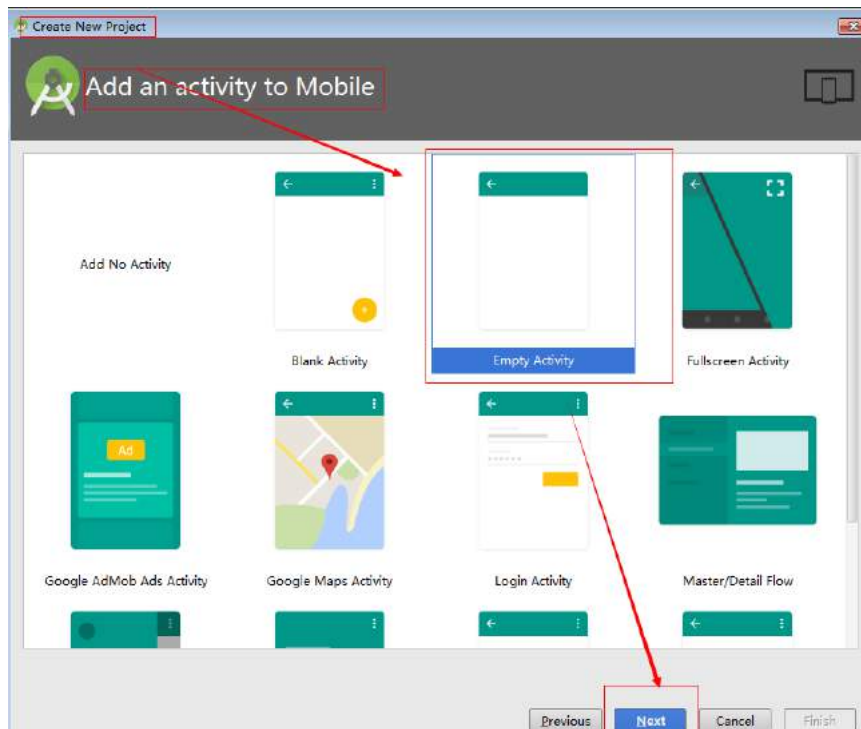 Create New Project
Add an activity to Mobile
Add No Activity
Blank Activity
Empty Activity
Fullscreen Activity
Ad
Google AdMob Ads Activity
Google Maps Activity
Login Activity
Master/Detail Flow
Previous
Next
Cancel
Finish